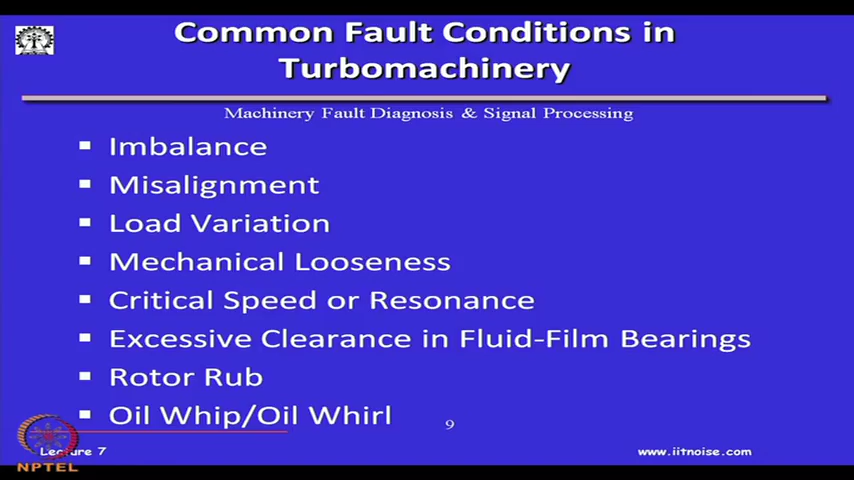 Common Fault Conditions in
Turbomachinery
Machinery Fault Diagnosis & Signal Processing
Imbalance
Misalignment
Load Variation
Mechanical Looseness
Critical Speed or Resonance
Excessive Clearance in Fluid-Film Bearings
Rotor Rub
Oil Whip/Oil Whirl
9
Lecture 7
www.iitnoise.com
NPTEL